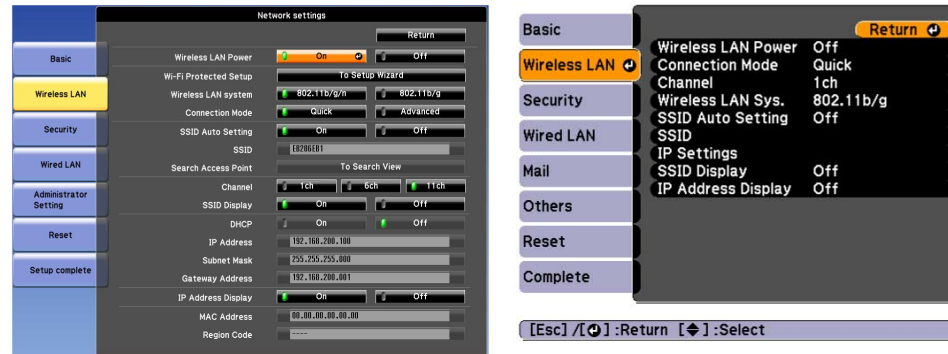 Network settings
Return
Basic
Wireless LAN
Security
Wired LAN
Administrator
Setting
Reset
Setup complete
Wireless LAN Power On Off
Wi-Fi Protected Setup To Setup Wizard
Wireless LAN system 802.11b/g/n 802.11b/g
Connection Mode Quick Advanced
SSID Auto Setting On Off
SSID EB286EB1
Search Access Point To Search View
Channel 1ch 6ch 11ch
SSID Display On Off
DHCP On Off
IP Address 192.168.200.100
Subnet Mask 255.255.255.000
Gateway Address 192.168.200.001
IP Address Display On Off
MAC Address 00.00.00.00.00.00
Region Code ----
Basic
Wireless LAN
Security
Wired LAN
Mail
Others
Reset
Complete
Return
Wireless LAN Power Off
Connection Mode Quick
Channel 1ch
Wireless LAN Sys. 802.11b/g
SSID Auto Setting Off
SSID
IP Settings
SSID Display Off
IP Address Display Off
[Esc] /[ ] :Return [ ] :Select